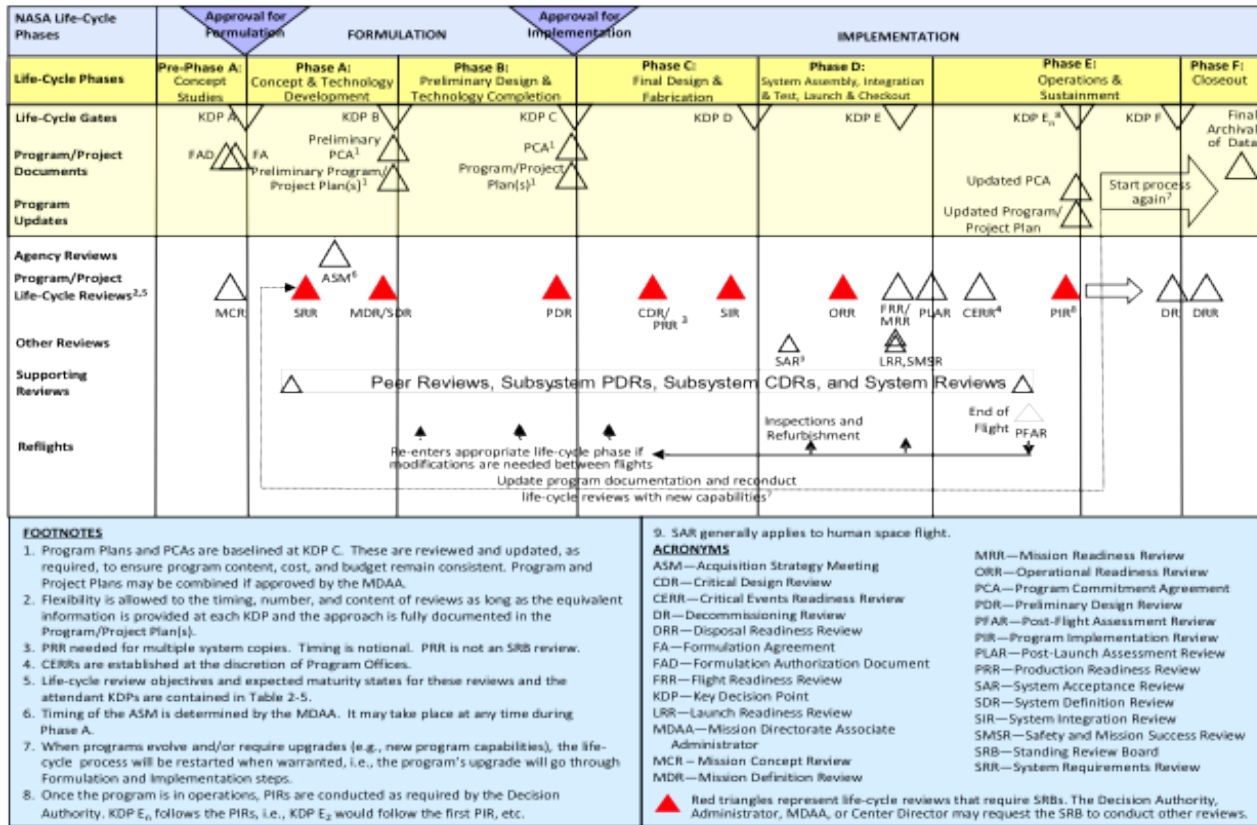 NASA Life-Cycle
Phases
Approval for
Formulation
FORMULATION
Approval for
Implementation
IMPLEMENTATION
Life-Cycle Phases
Pre-Phase A:
Concept
Studies
Phase A:
Concept & Technology
Development
Phase B:
Preliminary Design &
Technology Completion
Phase C:
Final Design &
Fabrication
Phase D:
System Assembly, Integration
& Test, Launch & Checkout
Phase E:
Operations &
Sustainment
Phase F:
Closeout
Life-Cycle Gates
KDP A
KDP B
KDP C
KDP D
KDP E
KDP Eₙ⁸
KDP F
Final
Archival
of Data
Program/Project
Documents
FAD
FA
Preliminary
PCA¹
Preliminary Program/
Project Plan(s)¹
PCA¹
Program/Project
Plan(s)¹
Program
Updates
Updated PCA
Updated Program/
Project Plan
Start process
again⁷
Agency Reviews
ASM⁶
Program/Project
Life-Cycle Reviews²,⁵
MCR
SRR
MDR/SDR
PDR
CDR/
PRR ³
SIR
ORR
FRR/
MRR
PLAR
CERR⁴
PIR⁸
DR
DRR
Other Reviews
SAR⁹
LRR,SMSR
Supporting
Reviews
Peer Reviews, Subsystem PDRs, Subsystem CDRs, and System Reviews
Reflights
Re-enters appropriate life-cycle phase if
modifications are needed between flights
Inspections and
Refurbishment
End of
Flight
PFAR
Update program documentation and reconduct
life-cycle reviews with new capabilities⁷
FOOTNOTES
1. Program Plans and PCAs are baselined at KDP C. These are reviewed and updated, as
required, to ensure program content, cost, and budget remain consistent. Program and
Project Plans may be combined if approved by the MDAA.
2. Flexibility is allowed to the timing, number, and content of reviews as long as the equivalent
information is provided at each KDP and the approach is fully documented in the
Program/Project Plan(s).
3. PRR needed for multiple system copies. Timing is notional. PRR is not an SRB review.
4. CERRs are established at the discretion of Program Offices.
5. Life-cycle review objectives and expected maturity states for these reviews and the
attendant KDPs are contained in Table 2-5.
6. Timing of the ASM is determined by the MDAA. It may take place at any time during
Phase A.
7. When programs evolve and/or require upgrades (e.g., new program capabilities), the life-
cycle process will be restarted when warranted, i.e., the program's upgrade will go through
Formulation and Implementation steps.
8. Once the program is in operations, PIRs are conducted as required by the Decision
Authority. KDP Eₙ follows the PIRs, i.e., KDP E₂ would follow the first PIR, etc.
9. SAR generally applies to human space flight.
ACRONYMS
ASM—Acquisition Strategy Meeting
CDR—Critical Design Review
CERR—Critical Events Readiness Review
DR—Decommissioning Review
DRR—Disposal Readiness Review
FA—Formulation Agreement
FAD—Formulation Authorization Document
FRR—Flight Readiness Review
KDP—Key Decision Point
LRR—Launch Readiness Review
MDAA—Mission Directorate Associate
Administrator
MCR – Mission Concept Review
MDR—Mission Definition Review
MRR—Mission Readiness Review
ORR—Operational Readiness Review
PCA—Program Commitment Agreement
PDR—Preliminary Design Review
PFAR—Post-Flight Assessment Review
PIR—Program Implementation Review
PLAR—Post-Launch Assessment Review
PRR—Production Readiness Review
SAR—System Acceptance Review
SDR—System Definition Review
SIR—System Integration Review
SMSR—Safety and Mission Success Review
SRB—Standing Review Board
SRR—System Requirements Review
Red triangles represent life-cycle reviews that require SRBs. The Decision Authority,
Administrator, MDAA, or Center Director may request the SRB to conduct other reviews.